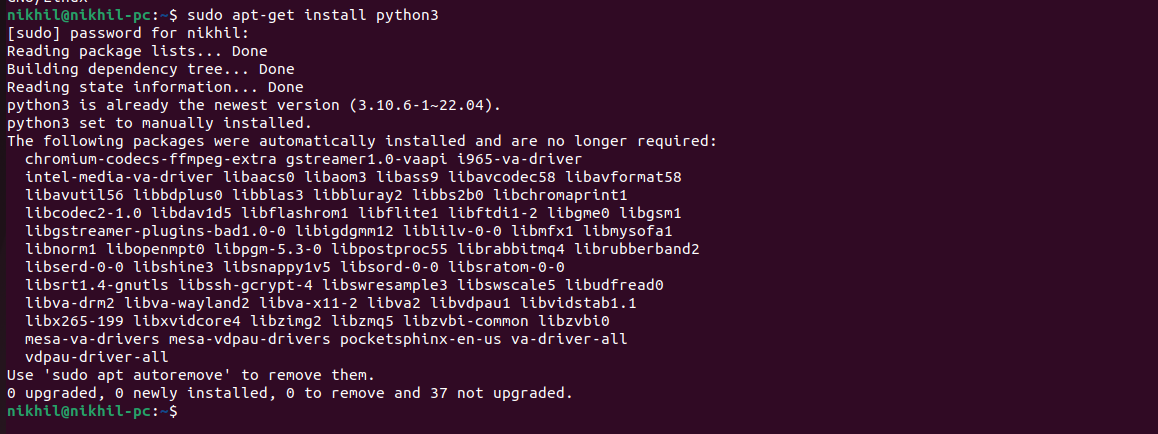 nikhil@nikhil-pc:~$ sudo apt-get install python3
[sudo] password for nikhil:
Reading package lists... Done
Building dependency tree... Done
Reading state information... Done
python3 is already the newest version (3.10.6-1~22.04).
python3 set to manually installed.
The following packages were automatically installed and are no longer required:
  chromium-codecs-ffmpeg-extra gstreamer1.0-vaapi i965-va-driver
  intel-media-va-driver libaacs0 libaom3 libass9 libavcodec58 libavformat58
  libavutil56 libbdplus0 libblas3 libbluray2 libbs2b0 libchromaprint1
  libcodec2-1.0 libdav1d5 libflashrom1 libflite1 libftdi1-2 libgme0 libgsm1
  libgstreamer-plugins-bad1.0-0 libigdgmm12 liblilv-0-0 libmfx1 libmysofa1
  libnorm1 libopenmpt0 libpgm-5.3-0 libpostproc55 librabbitmq4 librubberband2
  libserd-0-0 libshine3 libsnappy1v5 libsord-0-0 libsratom-0-0
  libsrt1.4-gnutls libssh-gcrypt-4 libswresample3 libswscale5 libudfread0
  libva-drm2 libva-wayland2 libva-x11-2 libva2 libvdpau1 libvidstab1.1
  libx265-199 libxvidcore4 libzimg2 libzmq5 libzvbi-common libzvbi0
  mesa-va-drivers mesa-vdpau-drivers pocketsphinx-en-us va-driver-all
  vdpau-driver-all
Use 'sudo apt autoremove' to remove them.
0 upgraded, 0 newly installed, 0 to remove and 37 not upgraded.
nikhil@nikhil-pc:~$